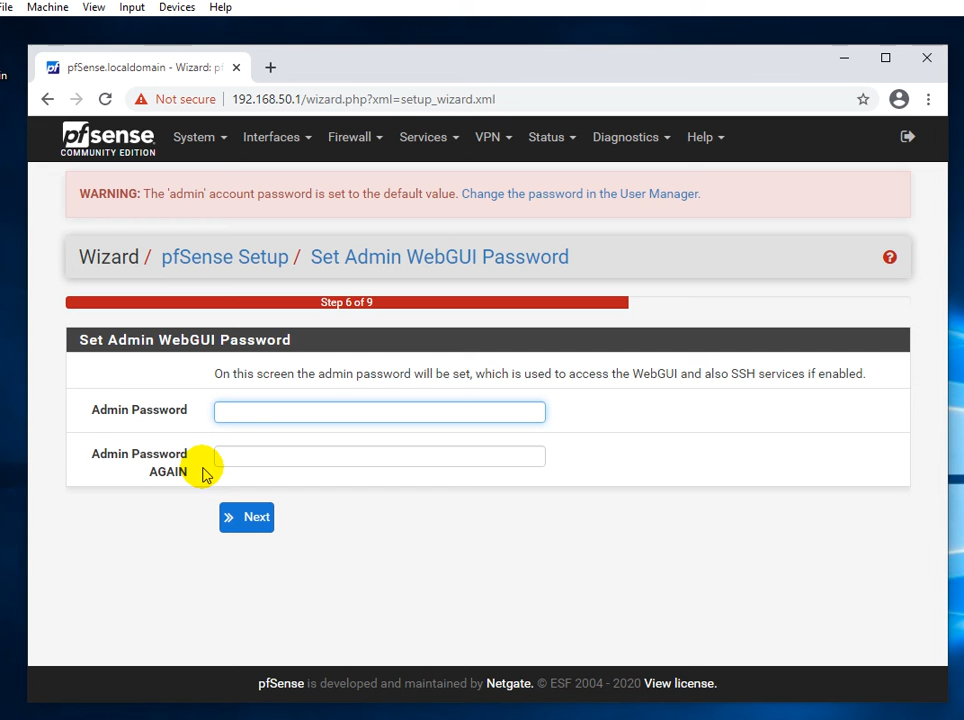 File Machine View Input Devices Help
in
pfSense.localdomain - Wizard: pf
Not secure 192.168.50.1/wizard.php?xml=setup_wizard.xml
pfsense System Interfaces Firewall Services VPN Status Diagnostics Help
COMMUNITY EDITION
WARNING: The 'admin' account password is set to the default value. Change the password in the User Manager.
Wizard / pfSense Setup / Set Admin WebGUI Password
Step 6 of 9
Set Admin WebGUI Password
On this screen the admin password will be set, which is used to access the WebGUI and also SSH services if enabled.
Admin Password
Admin Password
AGAIN
Next
pfSense is developed and maintained by Netgate. © ESF 2004 - 2020 View license.